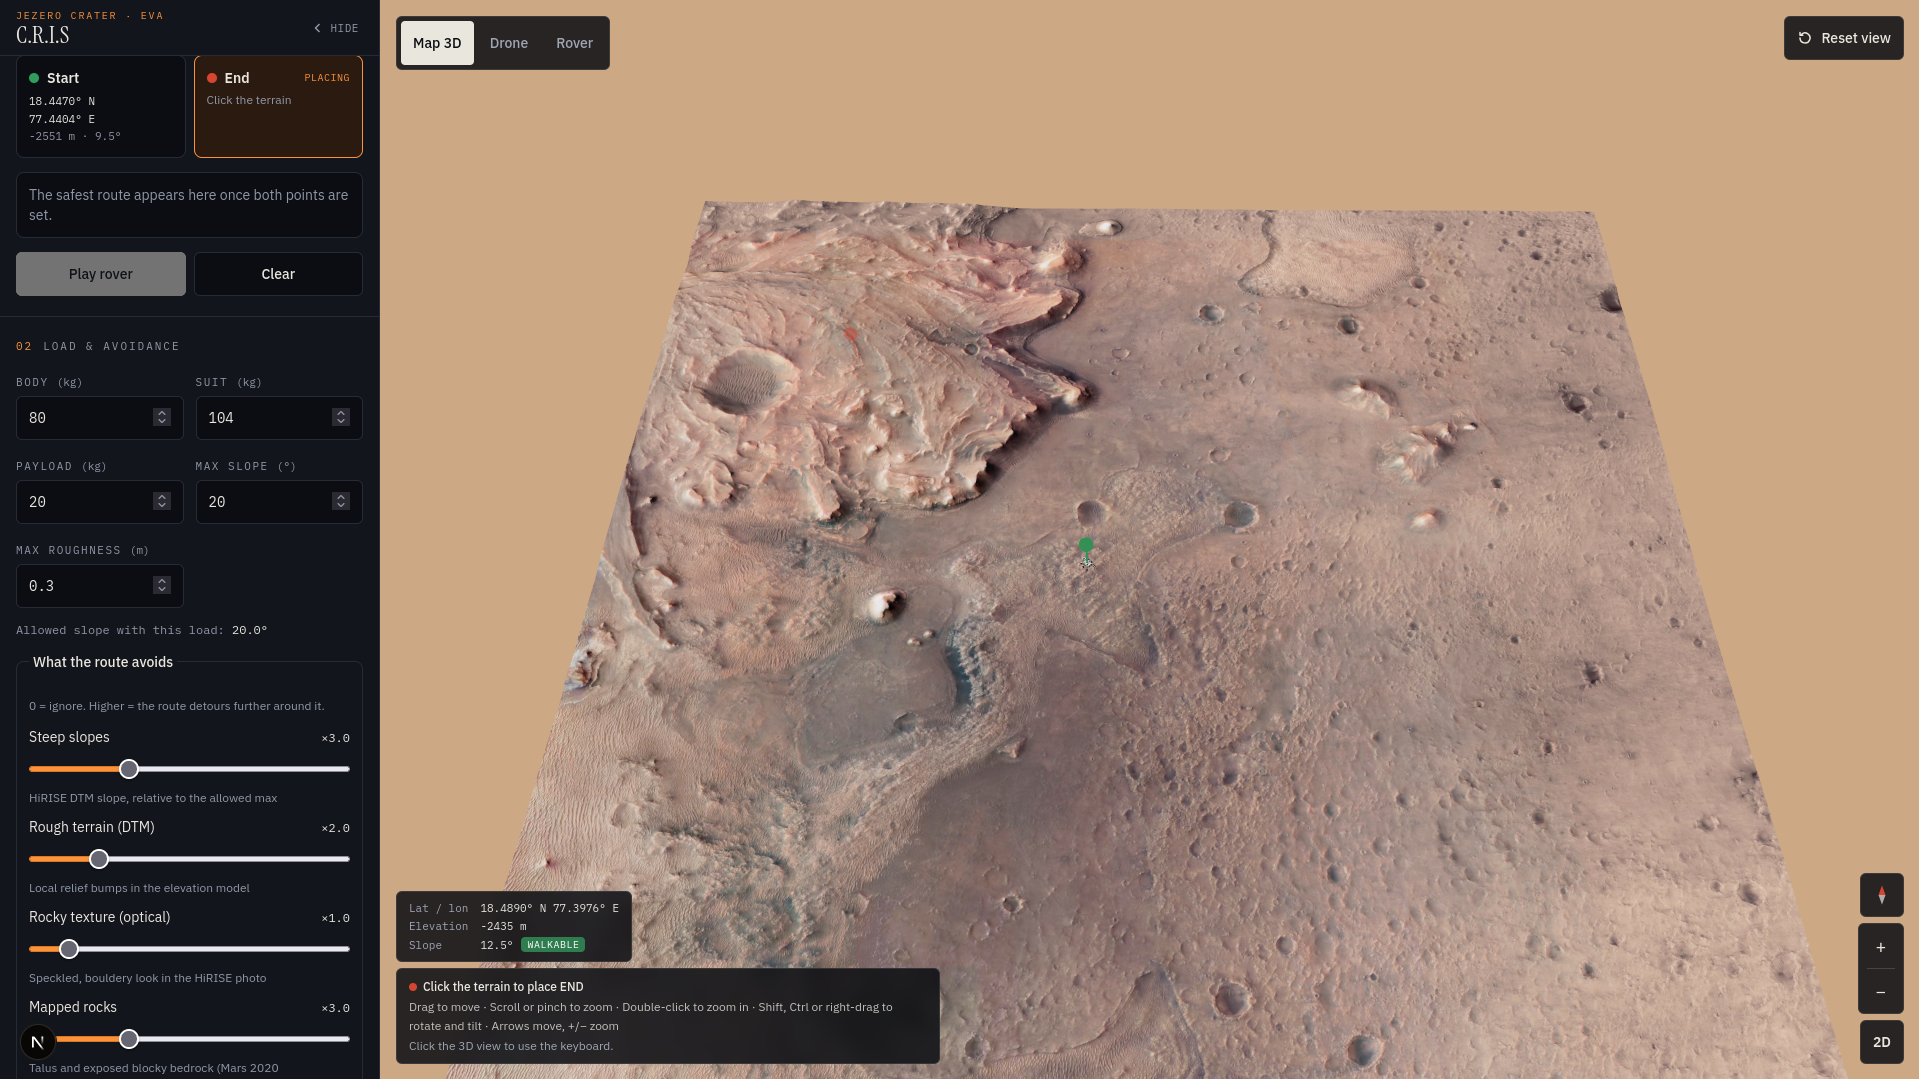 JEZERO CRATER · EVA
C.R.I.S
HIDE
Start
18.4470° N
77.4404° E
-2551 m · 9.5°
End
PLACING
Click the terrain
The safest route appears here once both points are
set.
Play rover
Clear
02 LOAD & AVOIDANCE
BODY (kg)
SUIT (kg)
80
104
PAYLOAD (kg)
MAX SLOPE (°)
20
20
MAX ROUGHNESS (m)
0.3
Allowed slope with this load: 20.0°
What the route avoids
0 = ignore. Higher = the route detours further around it.
Steep slopes ×3.0
HiRISE DTM slope, relative to the allowed max
Rough terrain (DTM) ×2.0
Local relief bumps in the elevation model
Rocky texture (optical) ×1.0
Speckled, bouldery look in the HiRISE photo
Mapped rocks ×3.0
N
Talus and exposed blocky bedrock (Mars 2020
Map 3D
Drone
Rover
Reset view
Lat / lon 18.4890° N 77.3976° E
Elevation -2435 m
Slope 12.5° WALKABLE
Click the terrain to place END
Drag to move · Scroll or pinch to zoom · Double-click to zoom in · Shift, Ctrl or right-drag to
rotate and tilt · Arrows move, +/− zoom
Click the 3D view to use the keyboard.
+
−
2D